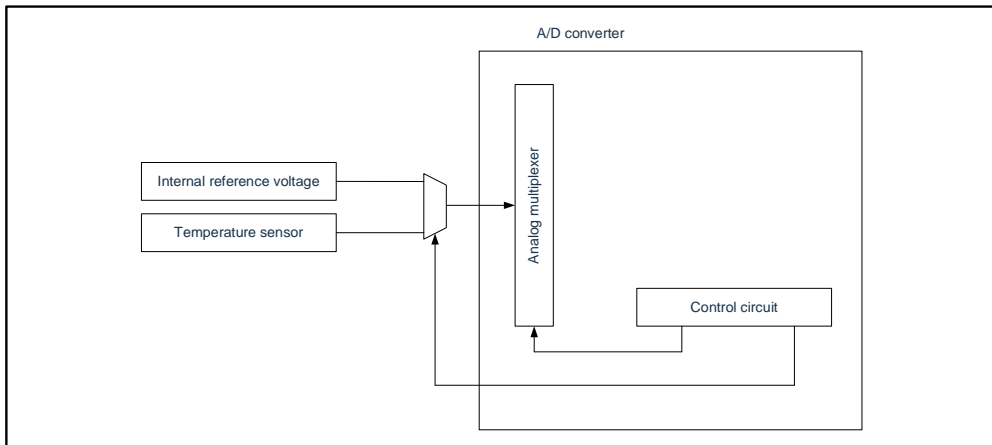 A/D converter
Internal reference voltage
Temperature sensor
Analog multiplexer
Control circuit